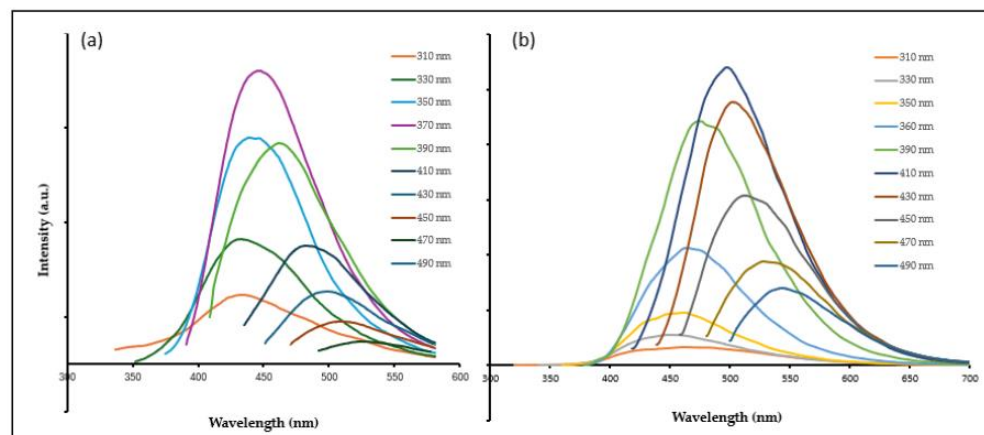 (a)
310 nm
330 nm
350 nm
370 nm
390 nm
410 nm
430 nm
450 nm
470 nm
490 nm
Intensity (a.u.)
300 350 400 450 500 550 600
Wavelength (nm)
(b)
310 nm
330 nm
350 nm
360 nm
390 nm
410 nm
430 nm
450 nm
470 nm
490 nm
300 350 400 450 500 550 600 650 700
Wavelength (nm)